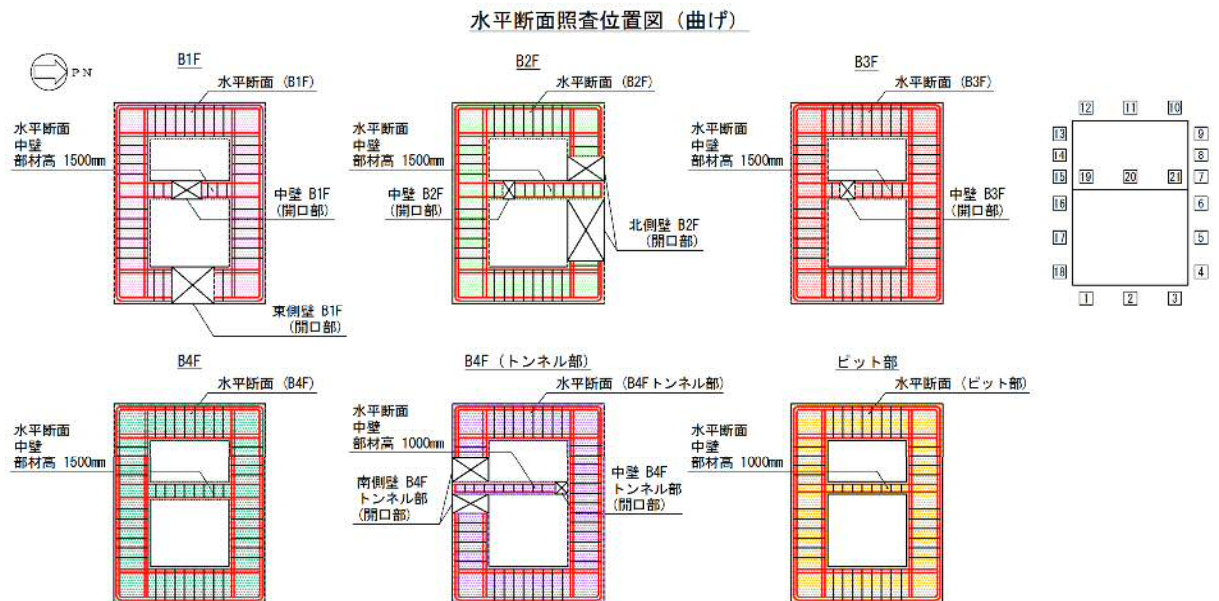 水平断面照査位置図（曲げ）
PN
B1F
水平断面（B1F）
水平断面
中壁
部材高 1500mm
中壁 B1F
（開口部）
東側壁 B1F
（開口部）
B2F
水平断面（B2F）
水平断面
中壁
部材高 1500mm
中壁 B2F
（開口部）
北側壁 B2F
（開口部）
B3F
水平断面（B3F）
水平断面
中壁
部材高 1500mm
中壁 B3F
（開口部）
12 11 10
13 9
14 8
15 19 20 21 7
16 6
17 5
18 4
1 2 3
B4F
水平断面（B4F）
水平断面
中壁
部材高 1500mm
B4F（トンネル部）
水平断面（B4Fトンネル部）
水平断面
中壁
部材高 1000mm
南側壁 B4F
トンネル部
（開口部）
中壁 B4F
トンネル部
（開口部）
ピット部
水平断面（ピット部）
水平断面
中壁
部材高 1000mm